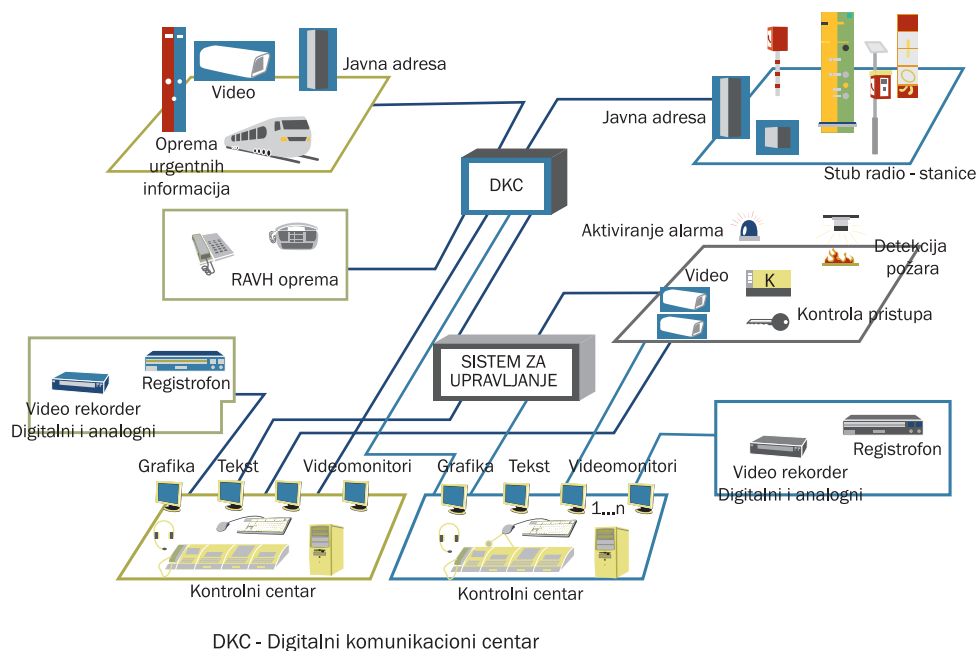 Video
Javna adresa
Oprema
urgentnih
informacija
SOS
Javna adresa
Stub radio - stanice
DKC
RAVH oprema
Aktiviranje alarma
Detekcija
požara
Video
K
Kontrola pristupa
SISTEM ZA
UPRAVLJANJE
Registrofon
Video rekorder
Digitalni i analogni
Registrofon
Video rekorder
Digitalni i analogni
Grafika
Tekst
Videomonitori
Grafika
Tekst
Videomonitori
1...n
Kontrolni centar
Kontrolni centar
DKC - Digitalni komunikacioni centar